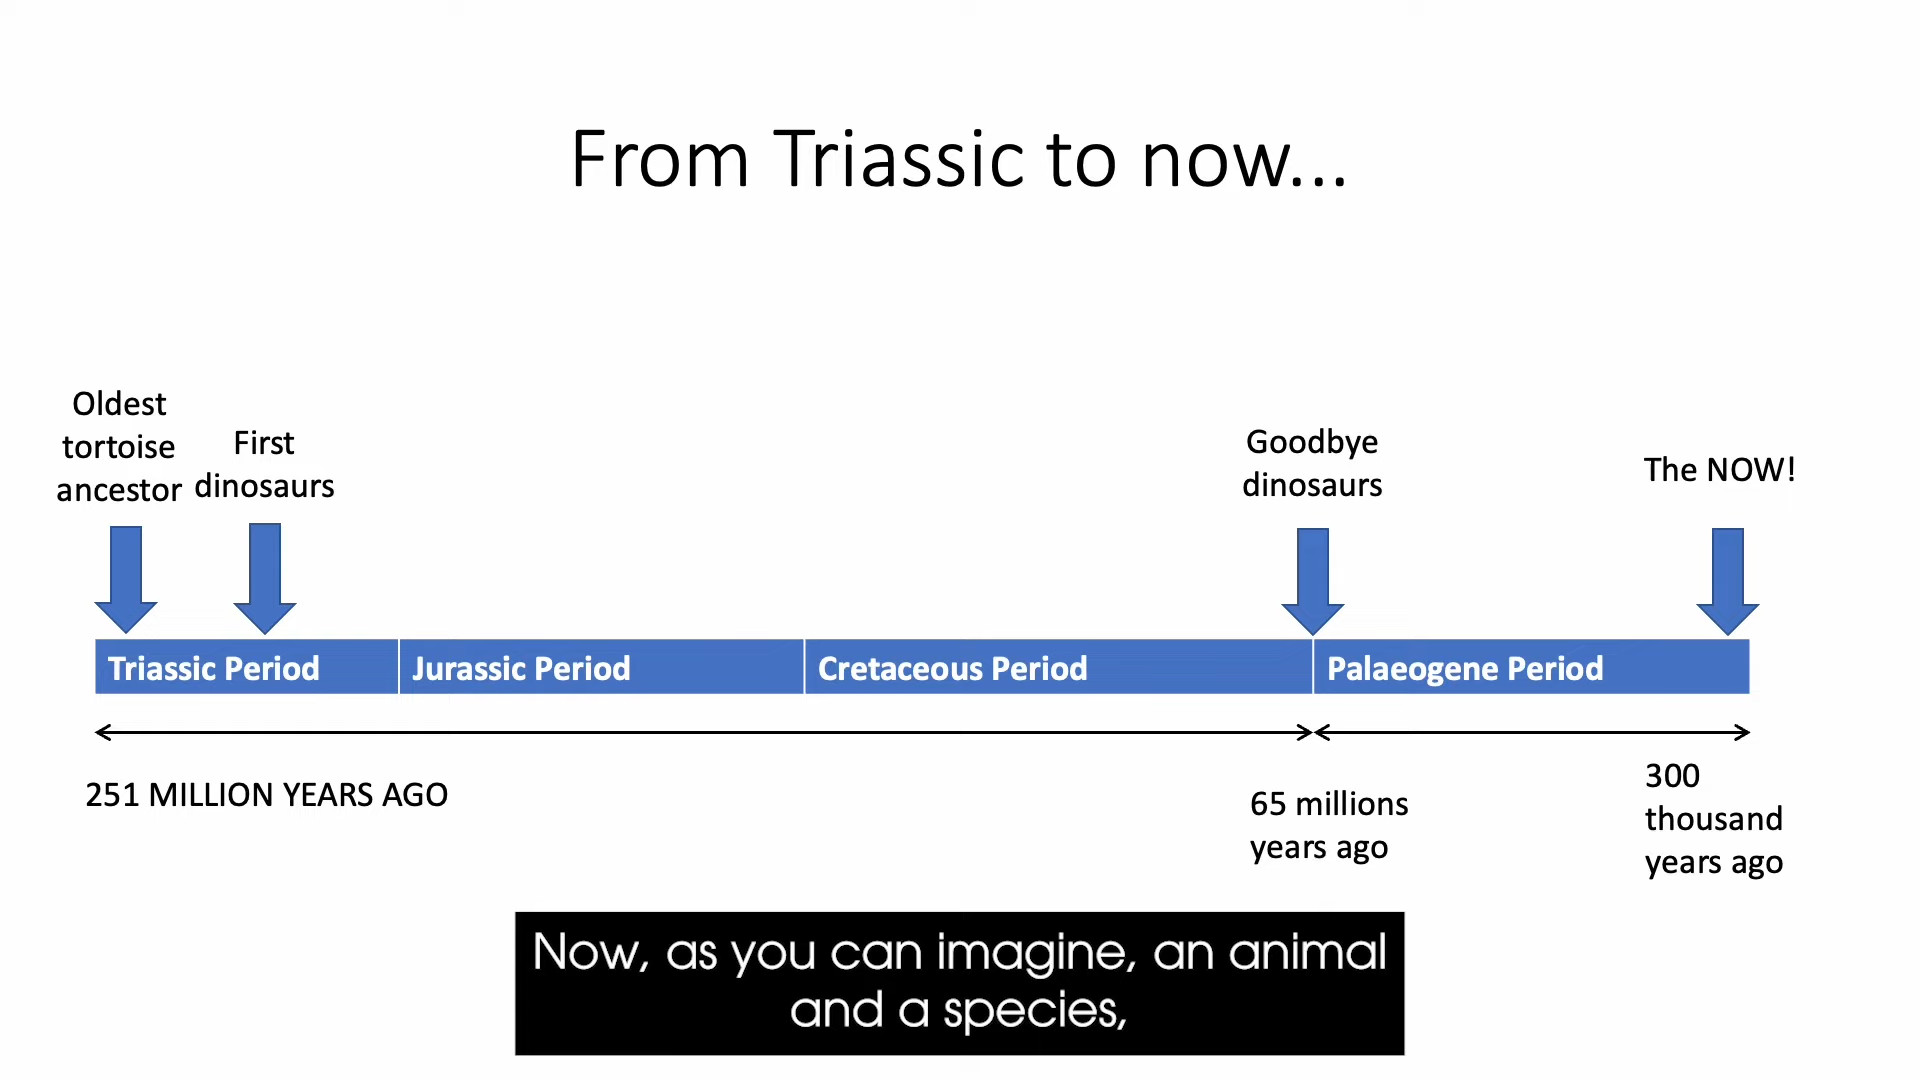 From Triassic to now...
Oldest
tortoise
ancestor
First
dinosaurs
Goodbye
dinosaurs
The NOW!
Triassic Period
Jurassic Period
Cretaceous Period
Palaeogene Period
251 MILLION YEARS AGO
65 millions
years ago
300
thousand
years ago
Now, as you can imagine, an animal
and a species,